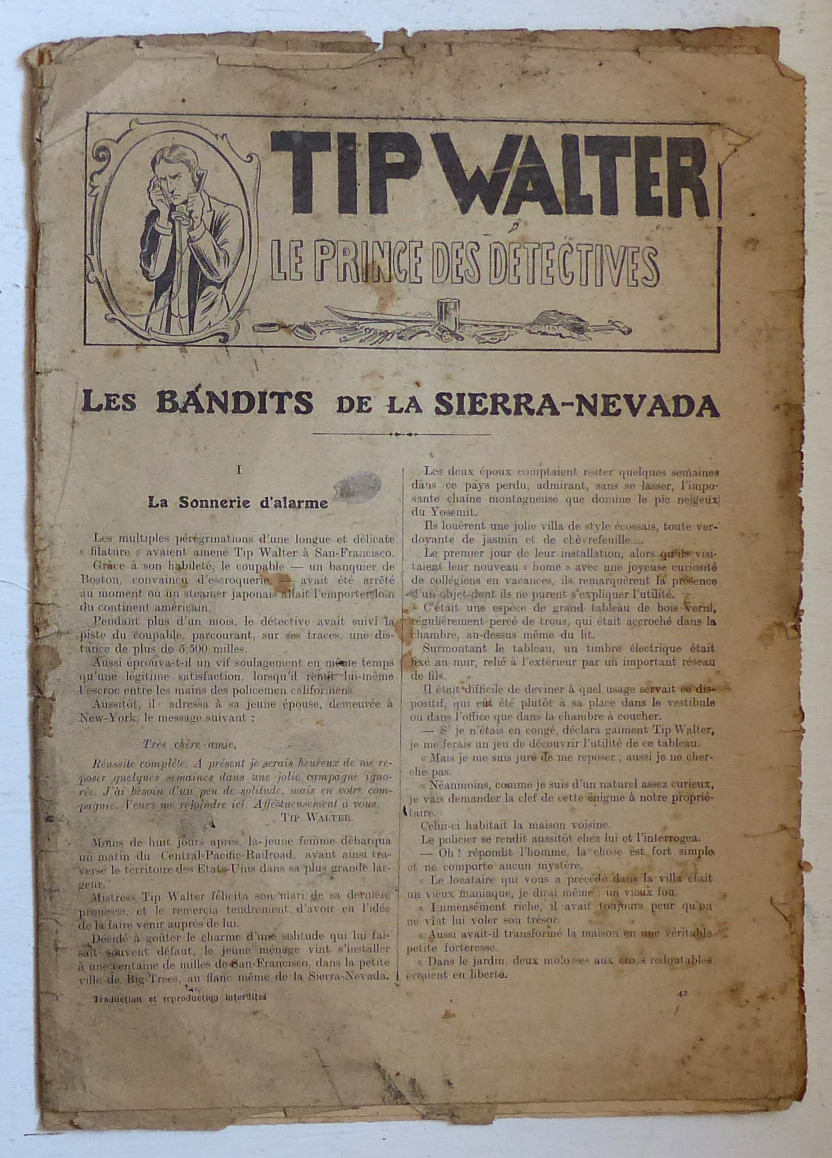 TIP WALTER
LE PRINCE DES DÉTECTIVES
LES BANDITS DE LA SIERRA-NEVADA
I
La Sonnerie d'alarme
Les multiples pérégrinations d'une longue et délicate
« filature » avaient amené Tip Walter à San-Francisco.
Grâce à son habileté, le coupable — un banquier de
Boston, convaincu d'escroquerie — avait été arrêté
au moment où un steamer japonais allait l'emporter loin
du continent américain.
Pendant plus d'un mois, le détective avait suivi la
piste du coupable, parcourant, sur ses traces, une dis-
tance de plus de 5.500 milles.
Aussi éprouva-t-il un vif soulagement en même temps
qu'une légitime satisfaction, lorsqu'il remit lui-même
l'escroc entre les mains des policemen californiens.
Aussitôt, il adressa à sa jeune épouse, demeurée à
New-York, le message suivant :
Très chère amie,
Réussite complète. A présent je serais heureux de me re-
poser quelques semaines dans une jolie campagne igno-
rée. J'ai besoin d'un peu de solitude, mais en votre com-
pagnie. Venez me rejoindre ici. Affectueusement à vous.
TIP WALTER.
Moins de huit jours après, la jeune femme débarqua
un matin du Central-Pacific-Railroad, ayant ainsi tra-
versé le territoire des Etats-Unis dans sa plus grande lar-
geur.
Mistress Tip Walter félicita son mari de sa dernière
prouesse, et le remercia tendrement d'avoir eu l'idée
de la faire venir auprès de lui.
Décidé à goûter le charme d'une solitude qui lui fai-
sait souvent défaut, le jeune ménage vint s'installer
à une centaine de milles de San-Francisco, dans la petite
ville de Big-Trees, au flanc même de la Sierra-Nevada.
Traduction et reproduction interdites
Les deux époux comptaient rester quelques semaines
dans ce pays perdu, admirant, sans se lasser, l'impo-
sante chaîne montagneuse que domine le pic neigeux
du Yosemit.
Ils louèrent une jolie villa de style écossais, toute ver-
doyante de jasmin et de chèvrefeuille....
Le premier jour de leur installation, alors qu'ils visi-
taient leur nouveau « home » avec une joyeuse curiosité
de collégiens en vacances, ils remarquèrent la présence
d'un objet dont ils ne purent s'expliquer l'utilité.
C'était une espèce de grand tableau de bois verni,
régulièrement percé de trous, qui était accroché dans la
chambre, au-dessus même du lit.
Surmontant le tableau, un timbre électrique était
fixé au mur, relié à l'extérieur par un important réseau
de fils.
Il était difficile de deviner à quel usage servait ce dis-
positif, qui eût été plutôt à sa place dans le vestibule
ou dans l'office que dans la chambre à coucher.
— Si je n'étais en congé, déclara gaiment Tip Walter,
je me ferais un jeu de découvrir l'utilité de ce tableau.
« Mais je me suis juré de me reposer ; aussi je ne cher-
che pas.
« Néanmoins, comme je suis d'un naturel assez curieux,
je vais demander la clef de cette énigme à notre proprié-
taire.
Celui-ci habitait la maison voisine.
Le policier se rendit aussitôt chez lui et l'interrogea.
— Oh ! répondit l'homme, la chose est fort simple
et ne comporte aucun mystère.
« Le locataire qui vous a précédé dans la villa était
un vieux maniaque, je dirai même : un vieux fou.
« Immensément riche, il avait toujours peur qu'on
ne vînt lui voler son trésor.
« Aussi avait-il transformé la maison en une véritable
petite forteresse.
« Dans le jardin, deux molosses aux crocs redoutables
erraient en liberté.
42